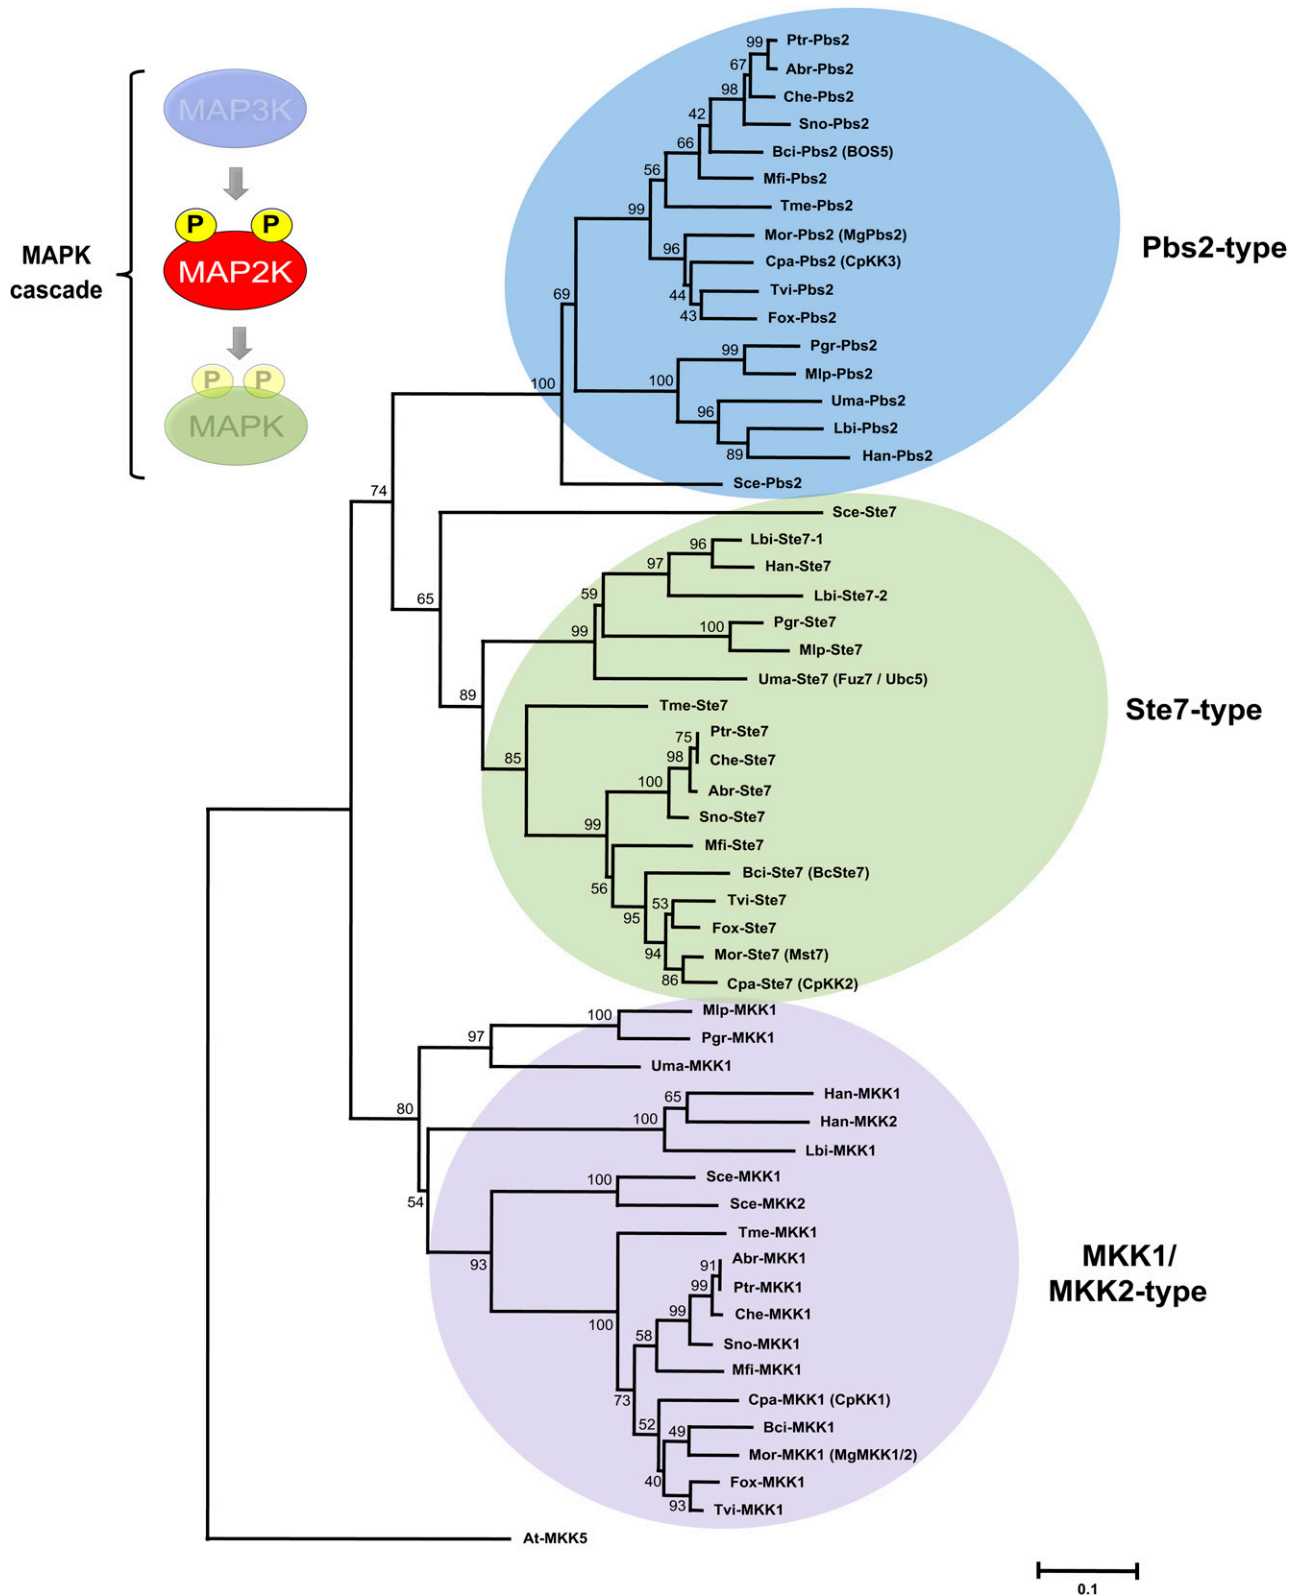 MAPK
cascade
MAP3K
P P
MAP2K
P P
MAPK
Pbs2-type
Ste7-type
MKK1/
MKK2-type
99 Ptr-Pbs2
Abr-Pbs2
67
Che-Pbs2
98
Sno-Pbs2
42
Bci-Pbs2 (BOS5)
66
Mfi-Pbs2
56
Tme-Pbs2
99
Mor-Pbs2 (MgPbs2)
96
Cpa-Pbs2 (CpKK3)
44
Tvi-Pbs2
43
Fox-Pbs2
69
Pgr-Pbs2
99
Mlp-Pbs2
100
Uma-Pbs2
96
Lbi-Pbs2
89
Han-Pbs2
100
Sce-Pbs2
74
Sce-Ste7
65
Lbi-Ste7-1
96
Han-Ste7
97
Lbi-Ste7-2
59
Pgr-Ste7
100
Mlp-Ste7
99
Uma-Ste7 (Fuz7 / Ubc5)
89
Tme-Ste7
85
Ptr-Ste7
75
Che-Ste7
98
Abr-Ste7
100
Sno-Ste7
99
Mfi-Ste7
56
Bci-Ste7 (BcSte7)
95
Tvi-Ste7
53
Fox-Ste7
94
Mor-Ste7 (Mst7)
86
Cpa-Ste7 (CpKK2)
Mlp-MKK1
100
Pgr-MKK1
97
Uma-MKK1
80
Han-MKK1
65
Han-MKK2
100
Lbi-MKK1
54
Sce-MKK1
100
Sce-MKK2
93
Tme-MKK1
100
Abr-MKK1
91
Ptr-MKK1
99
Che-MKK1
99
Sno-MKK1
58
Mfi-MKK1
73
Cpa-MKK1 (CpKK1)
52
Bci-MKK1
49
Mor-MKK1 (MgMKK1/2)
40
Fox-MKK1
93
Tvi-MKK1
At-MKK5
0.1